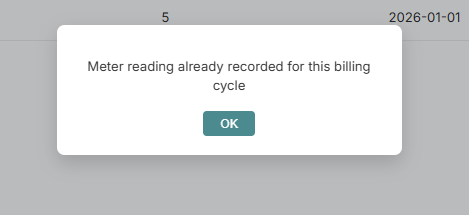 5 2026-01-01
Meter reading already recorded for this billing
cycle
OK